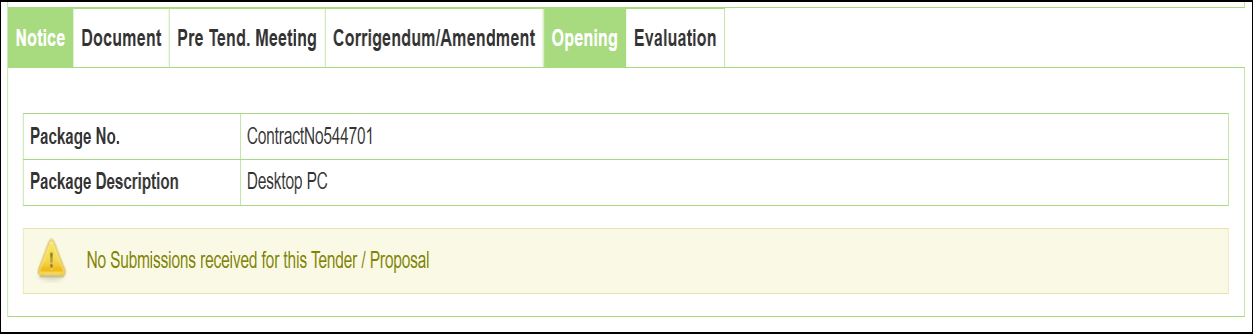 Notice Document Pre Tend. Meeting Corrigendum/Amendment Opening Evaluation
Package No. ContractNo544701
Package Description Desktop PC
No Submissions received for this Tender / Proposal